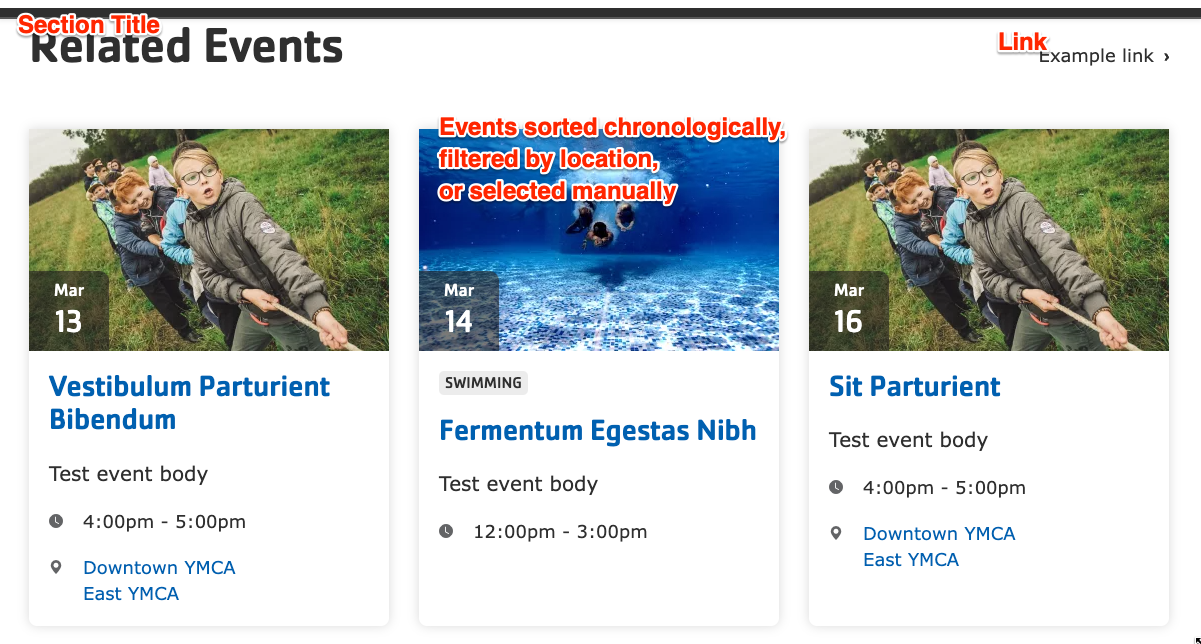 Section Title
Related Events
Link
Example link ›
Events sorted chronologically,
filtered by location,
or selected manually
Mar
13
Vestibulum Parturient
Bibendum
Test event body
4:00pm - 5:00pm
Downtown YMCA
East YMCA
Mar
14
SWIMMING
Fermentum Egestas Nibh
Test event body
12:00pm - 3:00pm
Mar
16
Sit Parturient
Test event body
4:00pm - 5:00pm
Downtown YMCA
East YMCA